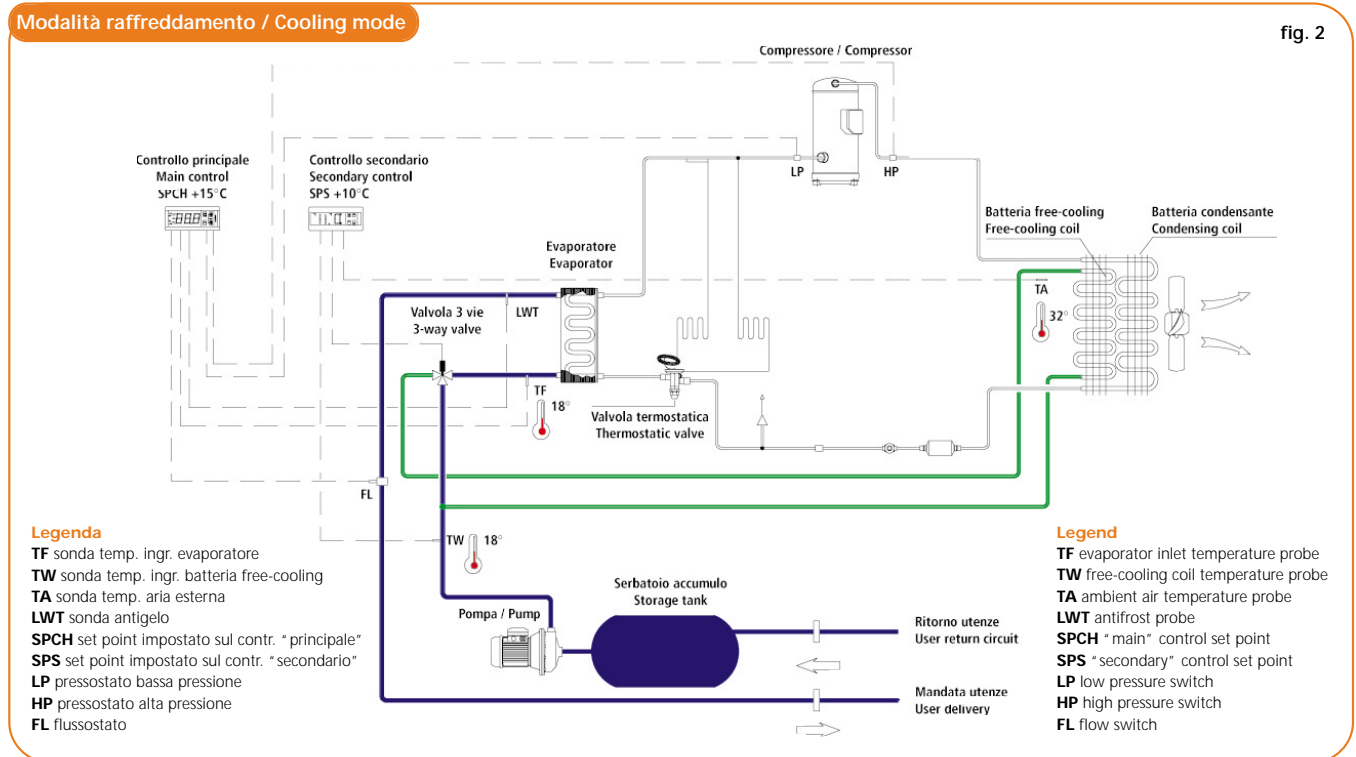 Modalità raffreddamento / Cooling mode
fig. 2
Compressore / Compressor
Controllo principale
Main control
SPCH +15°C
Controllo secondario
Secondary control
SPS +10°C
LP
HP
Batteria free-cooling
Free-cooling coil
Batteria condensante
Condensing coil
Evaporatore
Evaporator
TA
32°
Valvola 3 vie
3-way valve
LWT
TF
18°
Valvola termostatica
Thermostatic valve
FL
TW
18°
Legenda
TF sonda temp. ingr. evaporatore
TW sonda temp. ingr. batteria free-cooling
TA sonda temp. aria esterna
LWT sonda antigelo
SPCH set point impostato sul contr. "principale"
SPS set point impostato sul contr. "secondario"
LP pressostato bassa pressione
HP pressostato alta pressione
FL flussostato
Pompa / Pump
Serbatoio accumulo
Storage tank
Ritorno utenze
User return circuit
Mandata utenze
User delivery
Legend
TF evaporator inlet temperature probe
TW free-cooling coil temperature probe
TA ambient air temperature probe
LWT antifrost probe
SPCH "main" control set point
SPS "secondary" control set point
LP low pressure switch
HP high pressure switch
FL flow switch